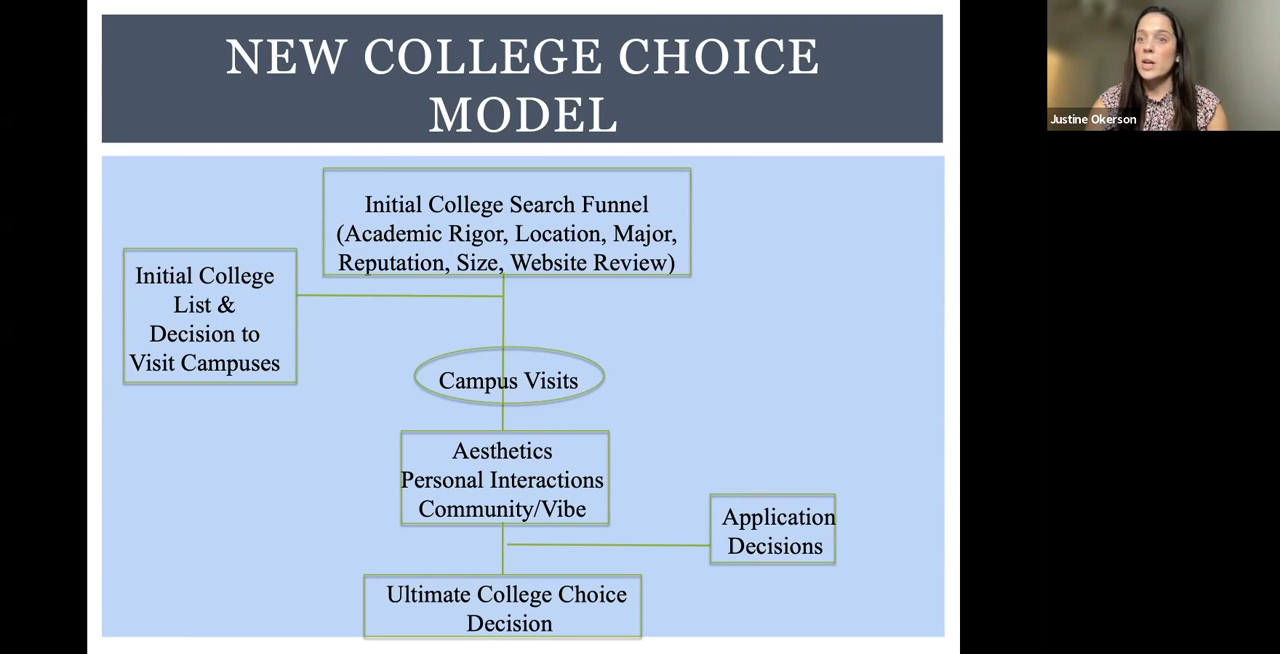 NEW COLLEGE CHOICE
MODEL
Justine Okerson
Initial College Search Funnel
(Academic Rigor, Location, Major,
Reputation, Size, Website Review)
Initial College
List &
Decision to
Visit Campuses
Campus Visits
Aesthetics
Personal Interactions
Community/Vibe
Application
Decisions
Ultimate College Choice
Decision